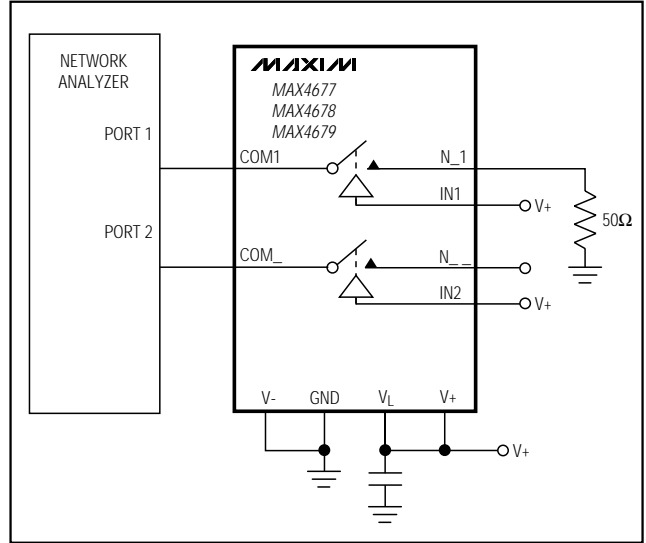 NETWORK
ANALYZER
PORT 1
PORT 2
MAXIM
MAX4677
MAX4678
MAX4679
COM1
N_1
IN1
V+
50Ω
COM_
N_ _
IN2
V+
V-
GND
VL
V+
V+